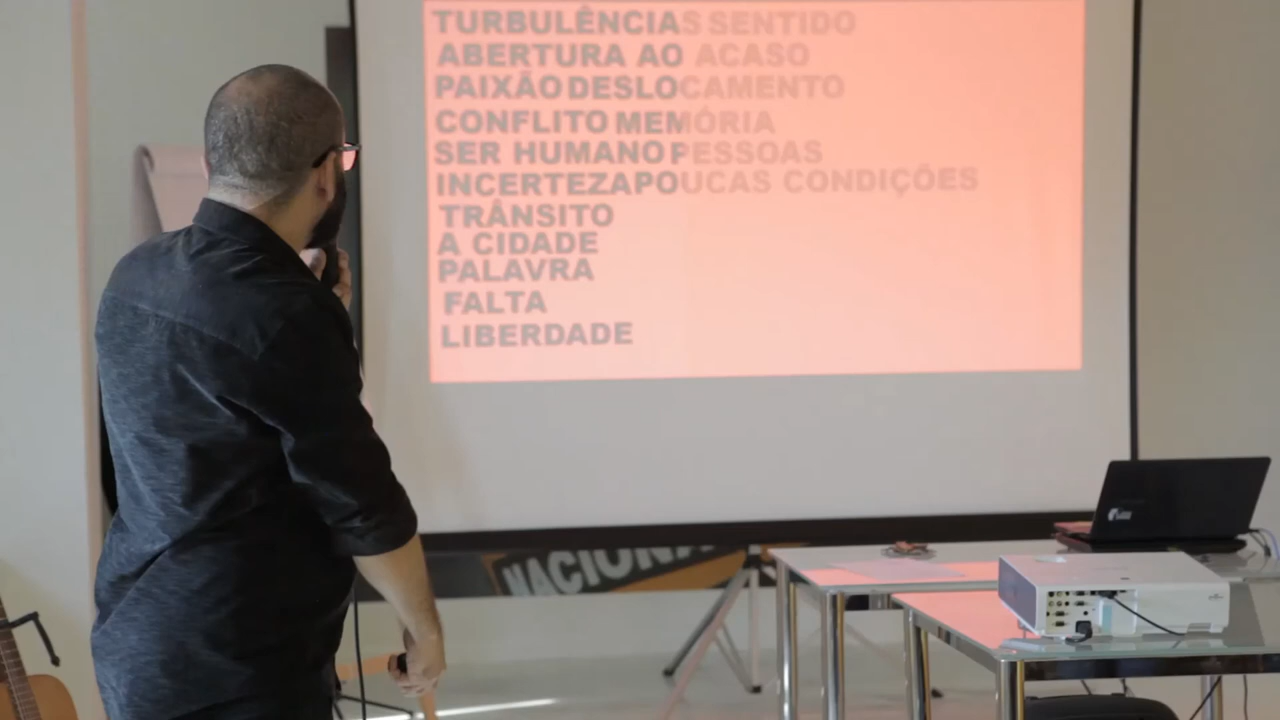 TURBULÊNCIAS SENTIDO
ABERTURA AO ACASO
PAIXÃO DESLOCAMENTO
CONFLITO MEMÓRIA
SER HUMANO PESSOAS
INCERTEZA POUCAS CONDIÇÕES
TRÂNSITO
A CIDADE
PALAVRA
FALTA
LIBERDADE
NACIONA